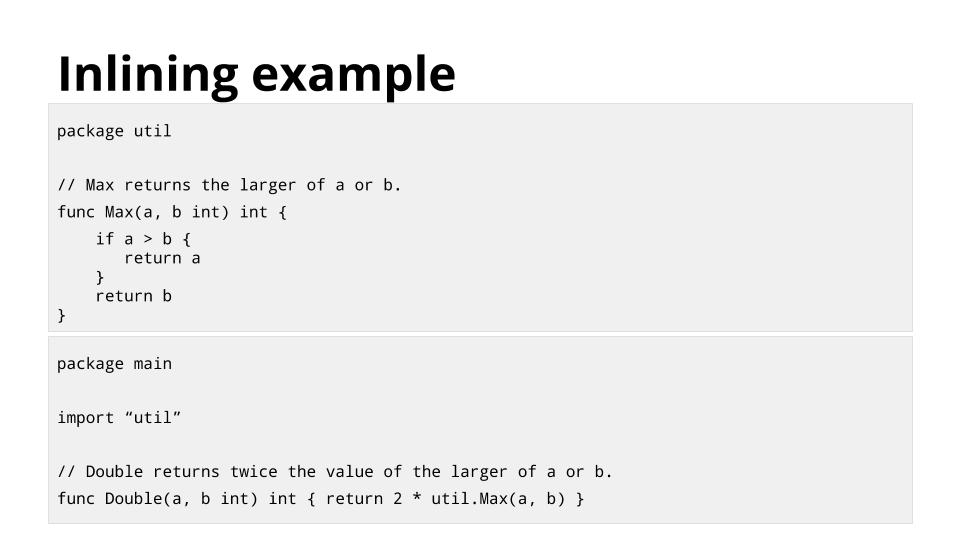 Inlining example
package util
// Max returns the larger of a or b.
func Max(a, b int) int {
    if a > b {
       return a
    }
    return b
}
package main
import “util”
// Double returns twice the value of the larger of a or b.
func Double(a, b int) int { return 2 * util.Max(a, b) }